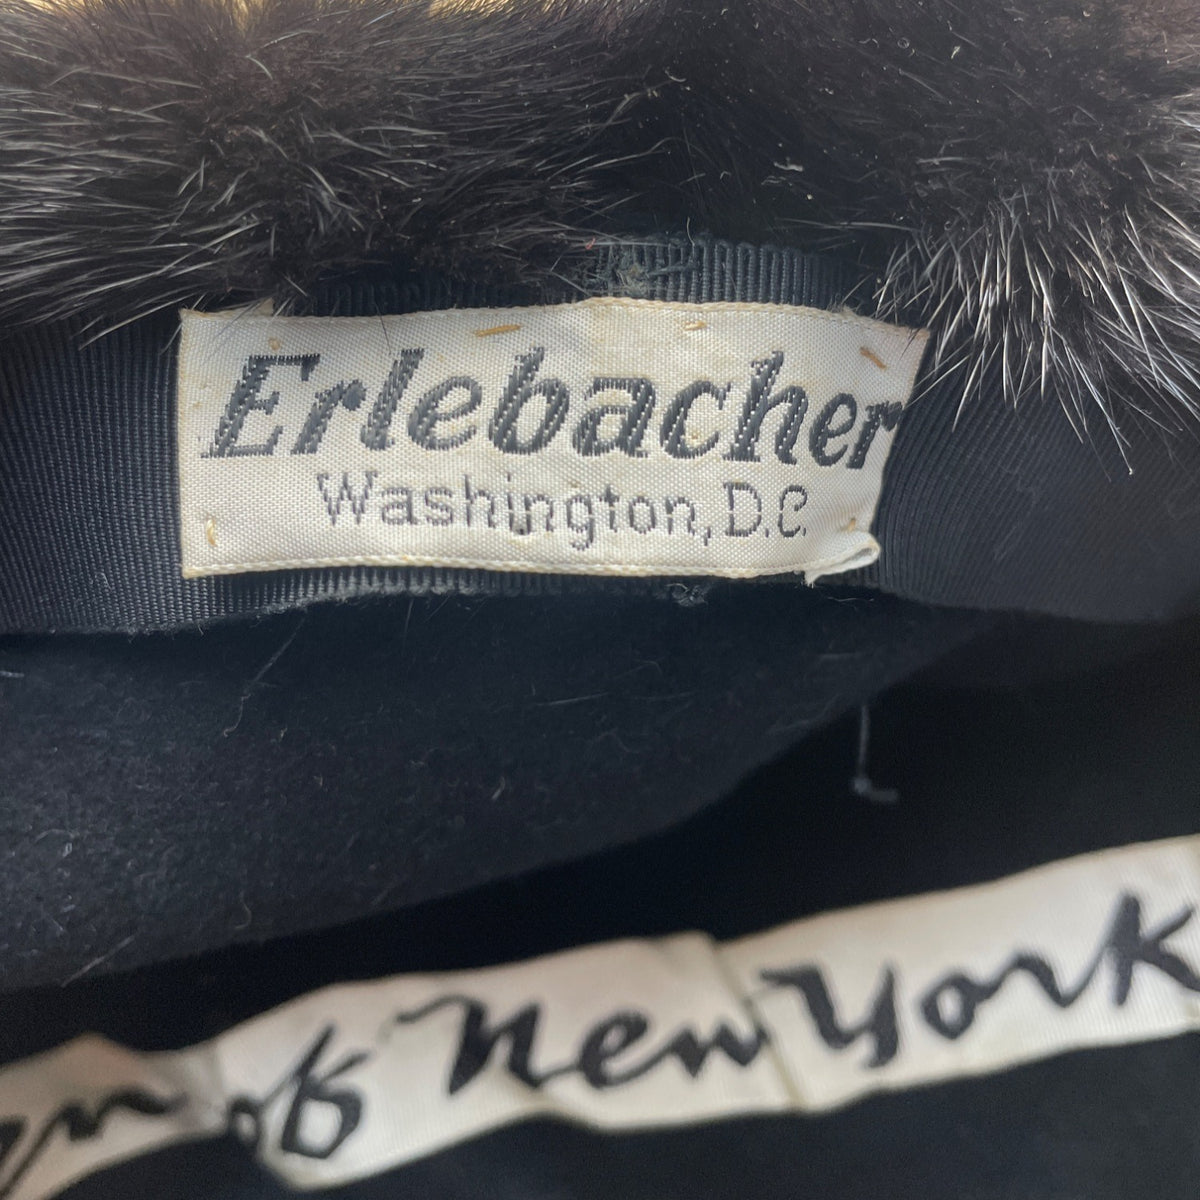 Erlebacher
Washington, D.C.
of New York